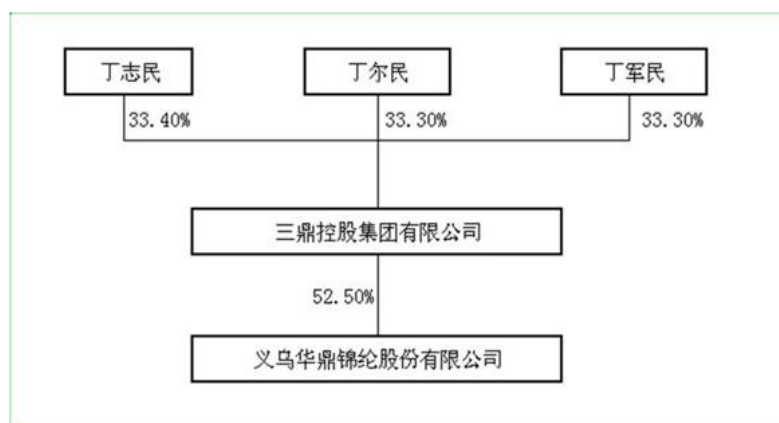 丁志民
丁尔民
丁军民
33.40%
33.30%
33.30%
三鼎控股集团有限公司
52.50%
义乌华鼎锦纶股份有限公司